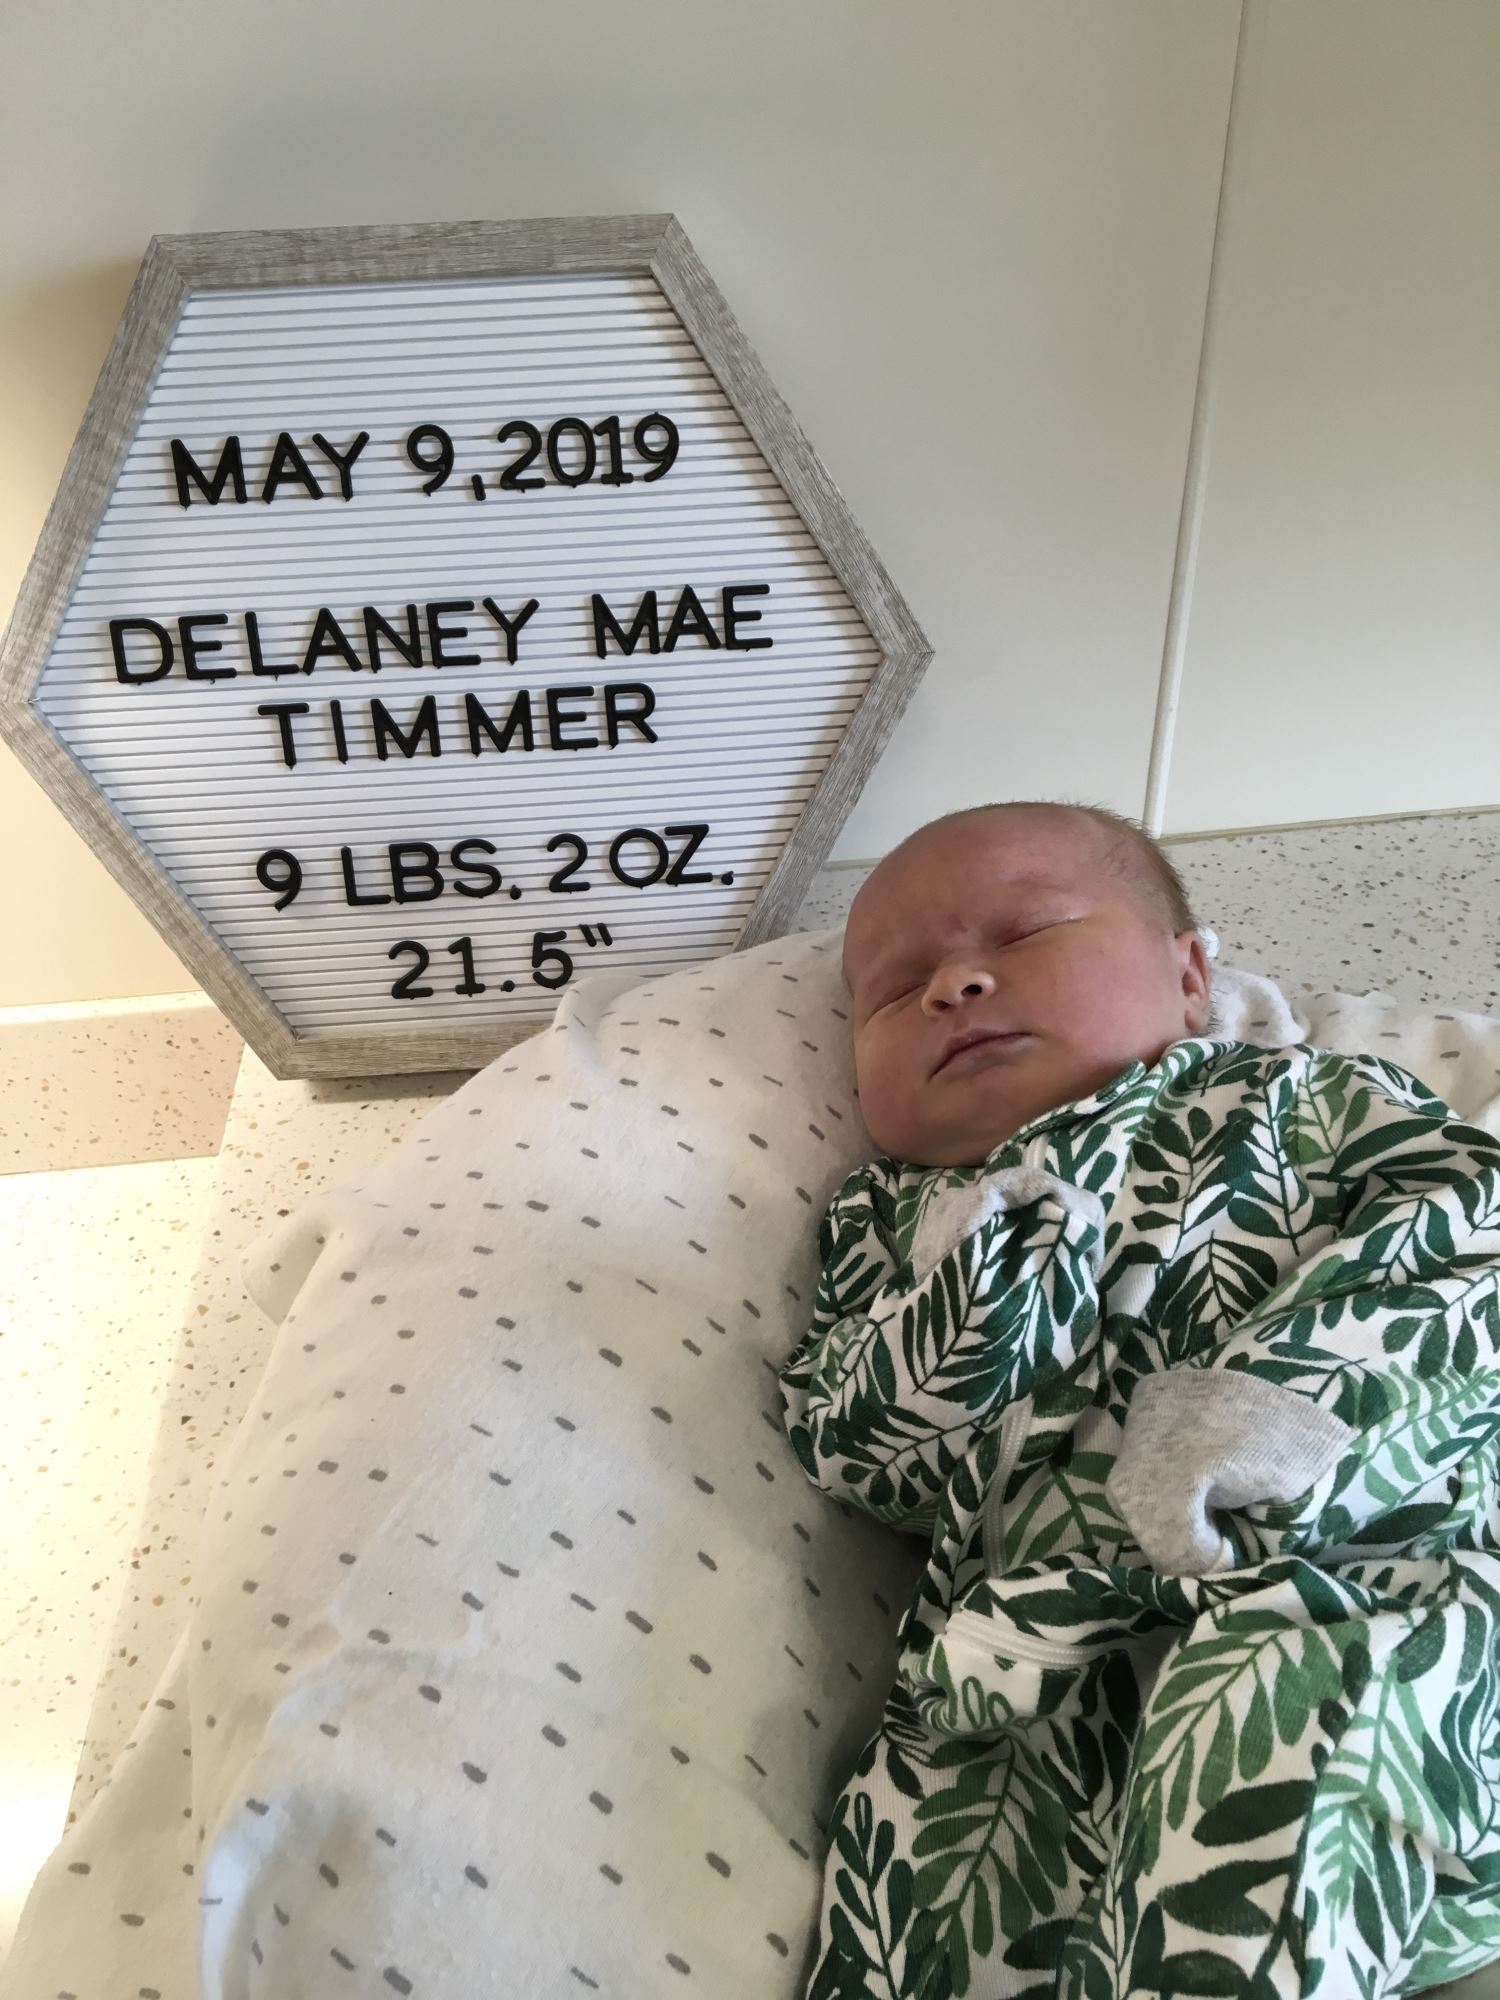 MAY 9,2019
DELANEY MAE
TIMMER
9 LBS. 2 OZ.
21.5"